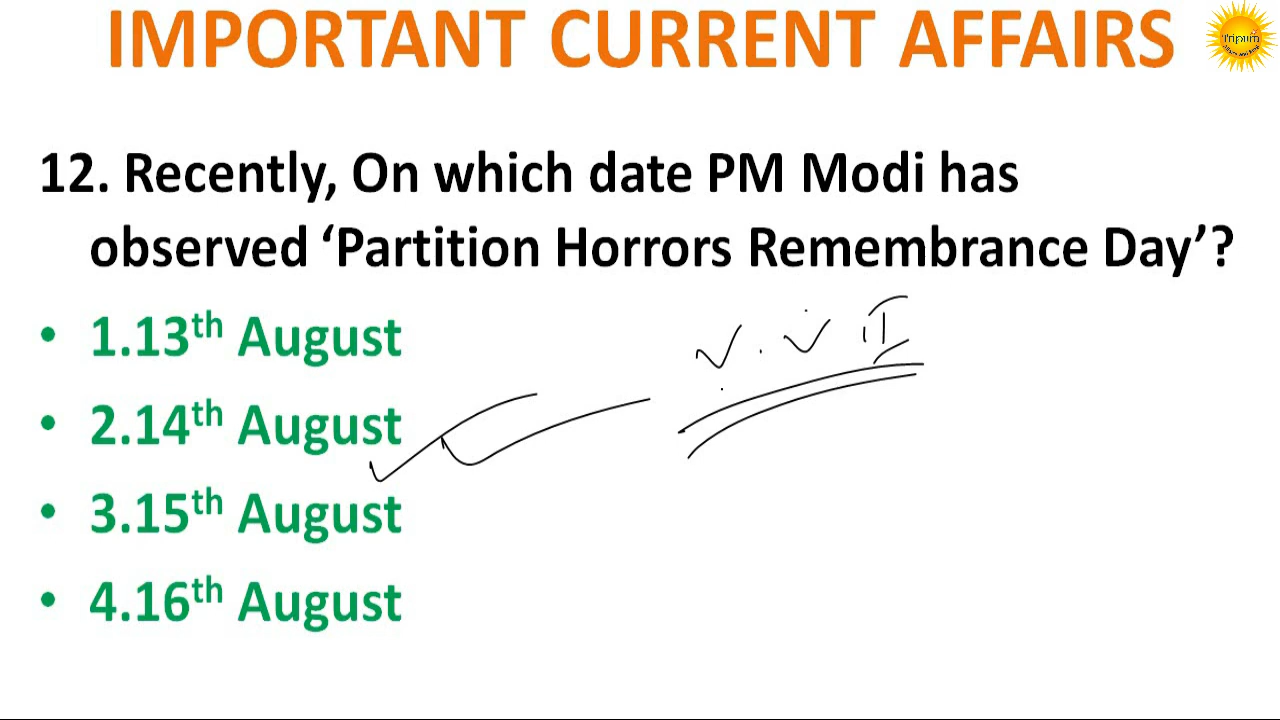 IMPORTANT CURRENT AFFAIRS
12. Recently, On which date PM Modi has
observed ‘Partition Horrors Remembrance Day’?
• 1.13th August
• 2.14th August
• 3.15th August
• 4.16th August